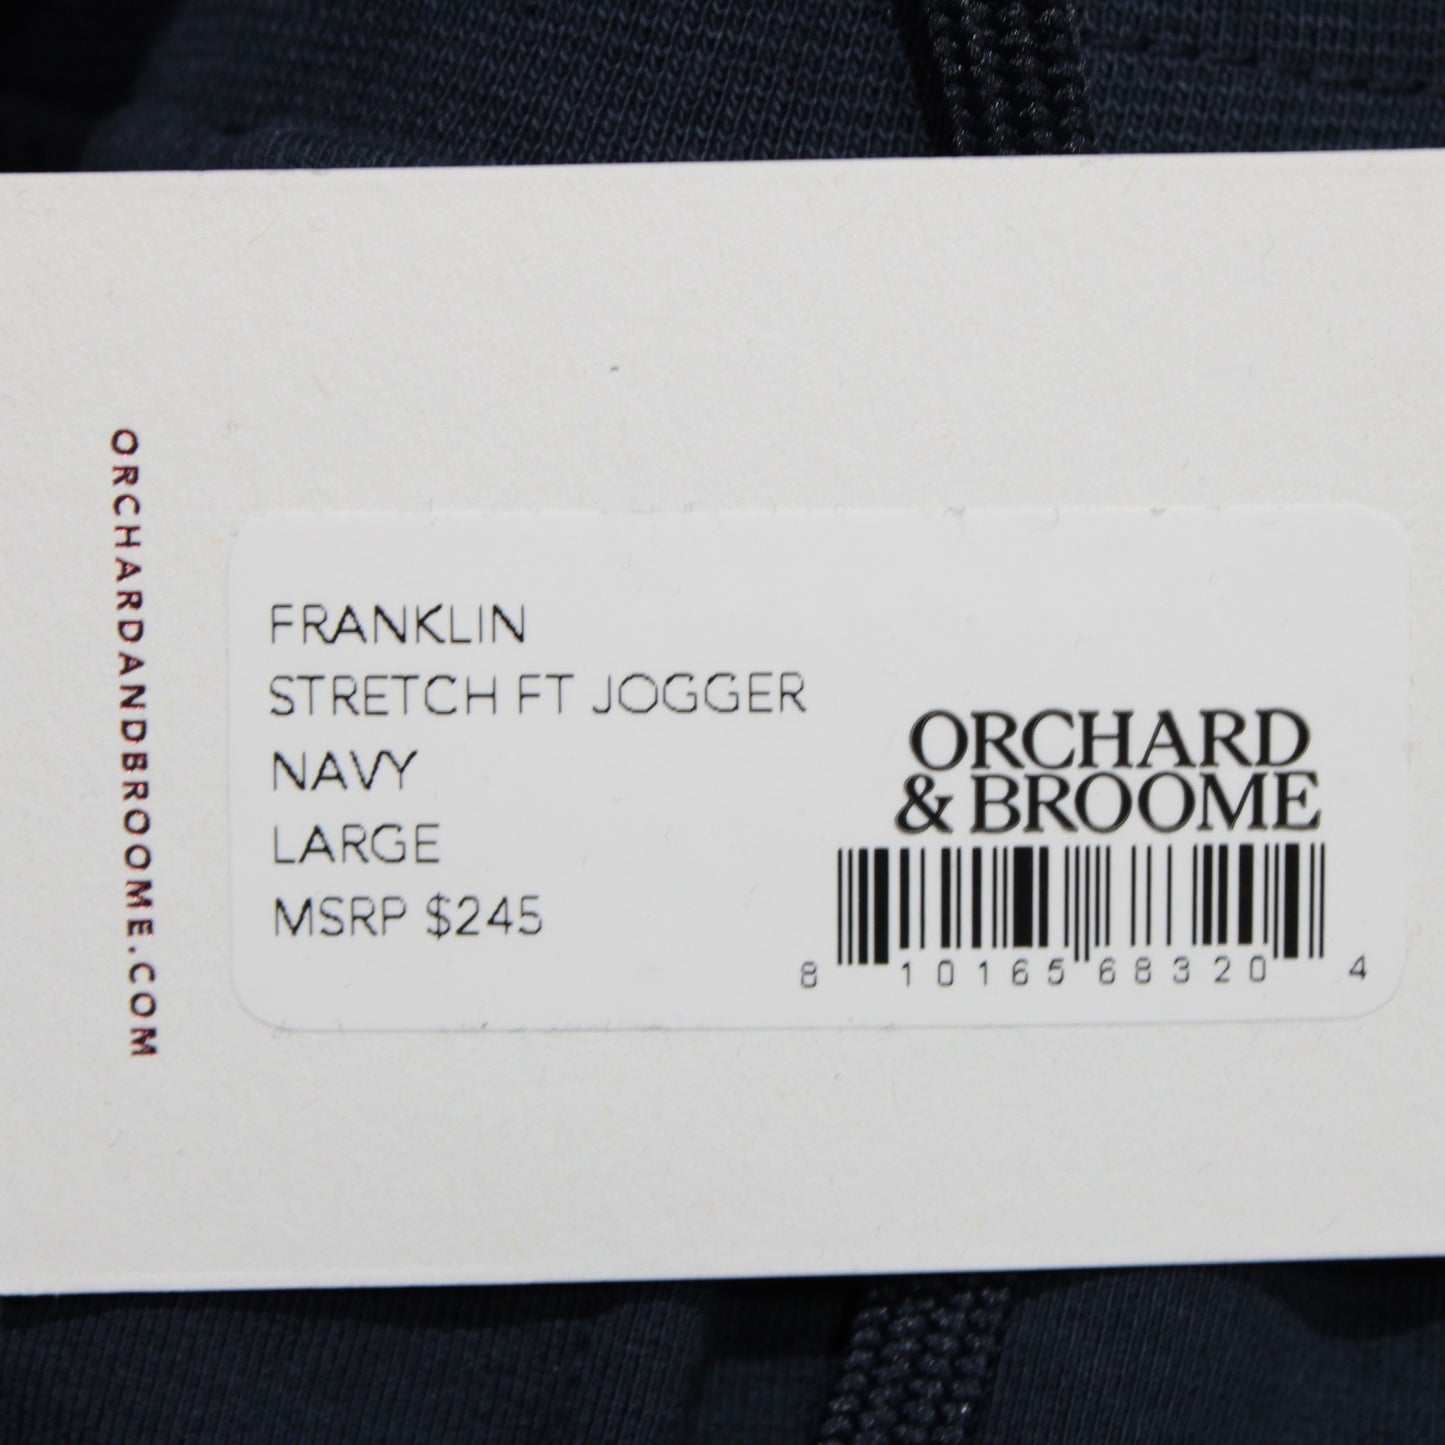 ORCHARDANDBROOME.COM
FRANKLIN
STRETCH FT JOGGER
NAVY
LARGE
MSRP $245
ORCHARD
& BROOME
8 10165 68320 4